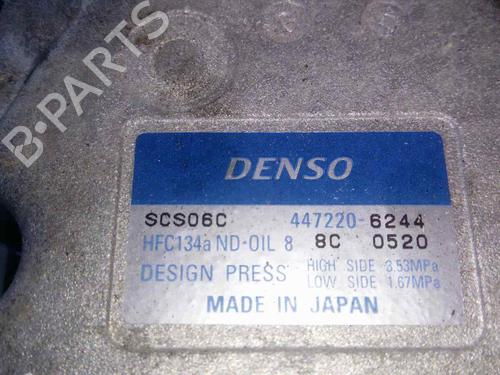 B-PARTS
DENSO
SCS06C 447220-6244
HFC134a ND-OIL 8 8C 0520
DESIGN PRESS HIGH SIDE 3.53MPa
LOW SIDE 1.67MPa
MADE IN JAPAN